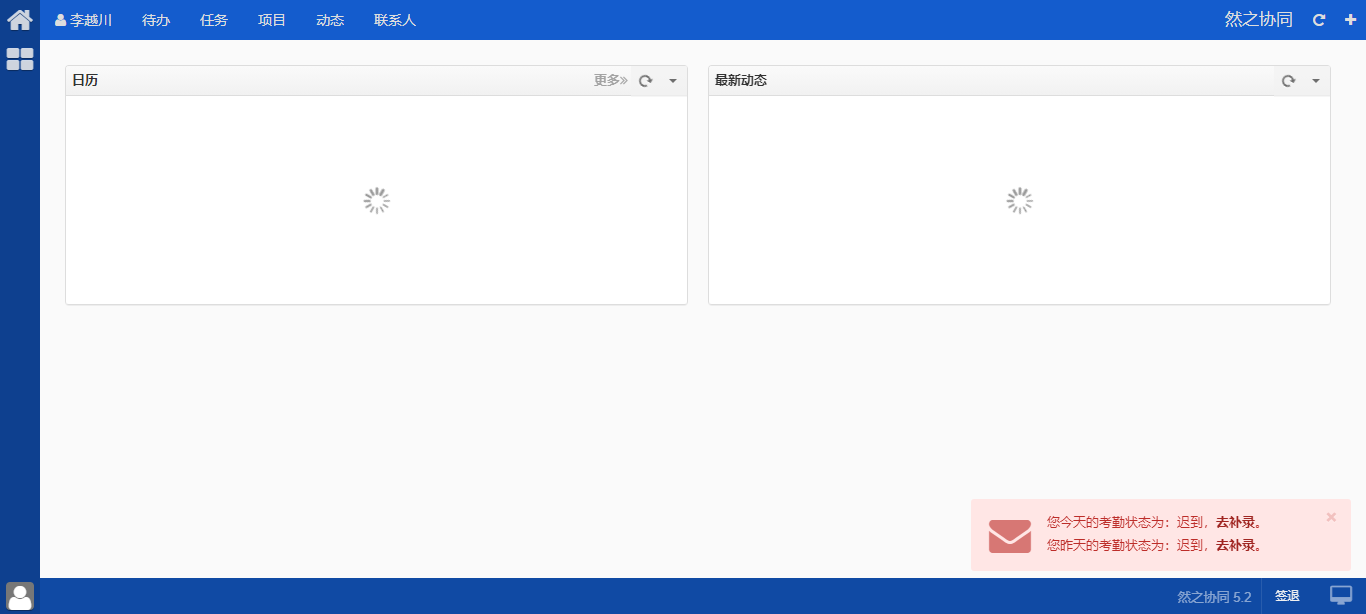 李越川 待办 任务 项目 动态 联系人 然之协同
日历 更多»
最新动态
您今天的考勤状态为：迟到，去补录。
您昨天的考勤状态为：迟到，去补录。
然之协同 5.2 签退